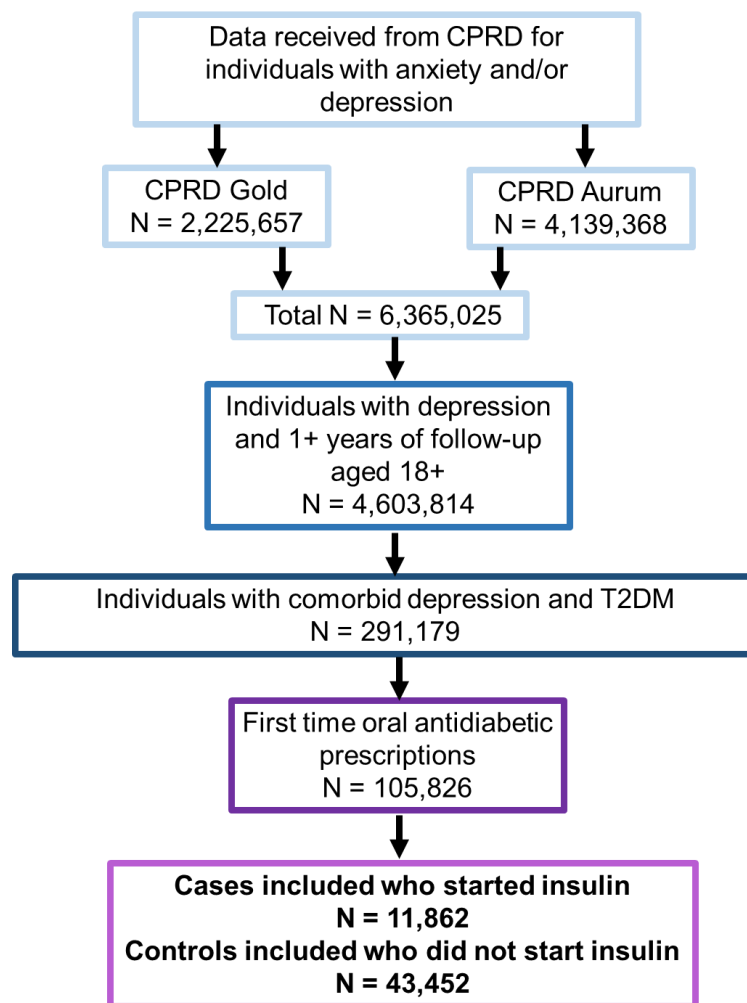 Data received from CPRD for
individuals with anxiety and/or
depression
CPRD Gold
N = 2,225,657
CPRD Aurum
N = 4,139,368
Total N = 6,365,025
Individuals with depression
and 1+ years of follow-up
aged 18+
N = 4,603,814
Individuals with comorbid depression and T2DM
N = 291,179
First time oral antidiabetic
prescriptions
N = 105,826
Cases included who started insulin
N = 11,862
Controls included who did not start insulin
N = 43,452